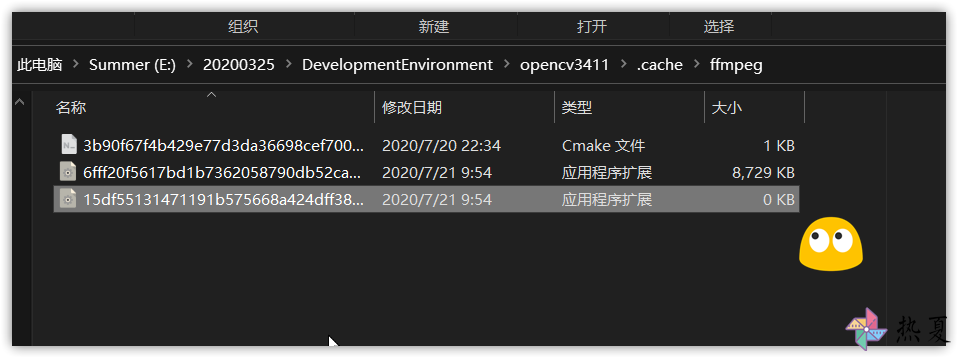 组织 新建 打开 选择
此电脑 Summer (E:) 20200325 DevelopmentEnvironment opencv3411 .cache ffmpeg
名称 修改日期 类型 大小
3b90f67f4b429e77d3da36698cef700... 2020/7/20 22:34 Cmake 文件 1 KB
6fff20f5617bd1b7362058790db52ca... 2020/7/21 9:54 应用程序扩展 8,729 KB
15df55131471191b575668a424dff38... 2020/7/21 9:54 应用程序扩展 0 KB
热夏